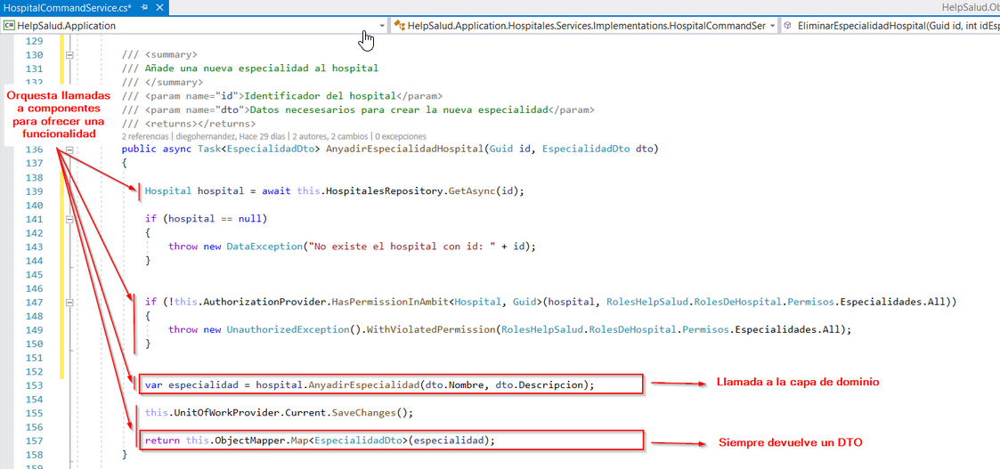 HospitalCommandService.cs*
HelpSalud.Ob
HelpSalud.Application
HelpSalud.Application.Hospitales.Services.Implementations.HospitalCommandSer
EliminarEspecialidadHospital(Guid id, int idEsp
129
130 /// <summary>
131 /// Añade una nueva especialidad al hospital
132 /// </summary>
/// <param name="id">Identificador del hospital</param>
/// <param name="dto">Datos necesesarios para crear la nueva especialidad</param>
/// <returns></returns>
Orquesta llamadas
a componentes
para ofrecer una
funcionalidad
2 referencias | diegohernandez, Hace 29 días | 2 autores, 2 cambios | 0 excepciones
136 public async Task<EspecialidadDto> AnyadirEspecialidadHospital(Guid id, EspecialidadDto dto)
137 {
138
139 Hospital hospital = await this.HospitalesRepository.GetAsync(id);
140
141 if (hospital == null)
142 {
143 throw new DataException("No existe el hospital con id: " + id);
144 }
145
146
147 if (!this.AuthorizationProvider.HasPermissionInAmbit<Hospital, Guid>(hospital, RolesHelpSalud.RolesDeHospital.Permisos.Especialidades.All))
148 {
149 throw new UnauthorizedException().WithViolatedPermission(RolesHelpSalud.RolesDeHospital.Permisos.Especialidades.All);
150 }
151
152
153 var especialidad = hospital.AnyadirEspecialidad(dto.Nombre, dto.Descripcion);
Llamada a la capa de dominio
154
155 this.UnitOfWorkProvider.Current.SaveChanges();
156
157 return this.ObjectMapper.Map<EspecialidadDto>(especialidad);
Siempre devuelve un DTO
158 }
159